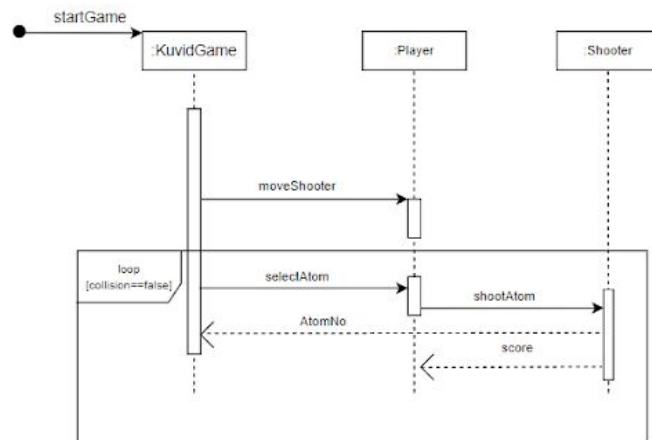 startGame
:KuvidGame
:Player
:Shooter
moveShooter
loop
[collision==false]
selectAtom
shootAtom
AtomNo
score